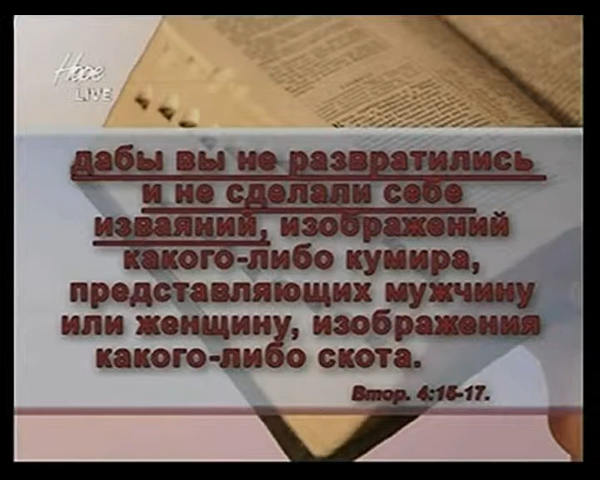 Hope
LIVE
дабы вы не развратились
и не сделали себе
изваяний, изображений
какого-либо кумира,
представляющих мужчину
или женщину, изображения
какого-либо скота.
Втор. 4:15-17.